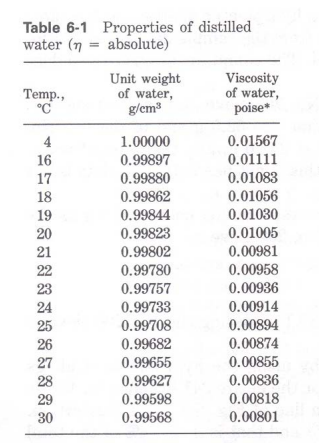 Table 6-1 Properties of distilled
water (η = absolute)
Temp., °C Unit weight of water, g/cm³ Viscosity of water, poise*
4 1.00000 0.01567
16 0.99897 0.01111
17 0.99880 0.01083
18 0.99862 0.01056
19 0.99844 0.01030
20 0.99823 0.01005
21 0.99802 0.00981
22 0.99780 0.00958
23 0.99757 0.00936
24 0.99733 0.00914
25 0.99708 0.00894
26 0.99682 0.00874
27 0.99655 0.00855
28 0.99627 0.00836
29 0.99598 0.00818
30 0.99568 0.00801